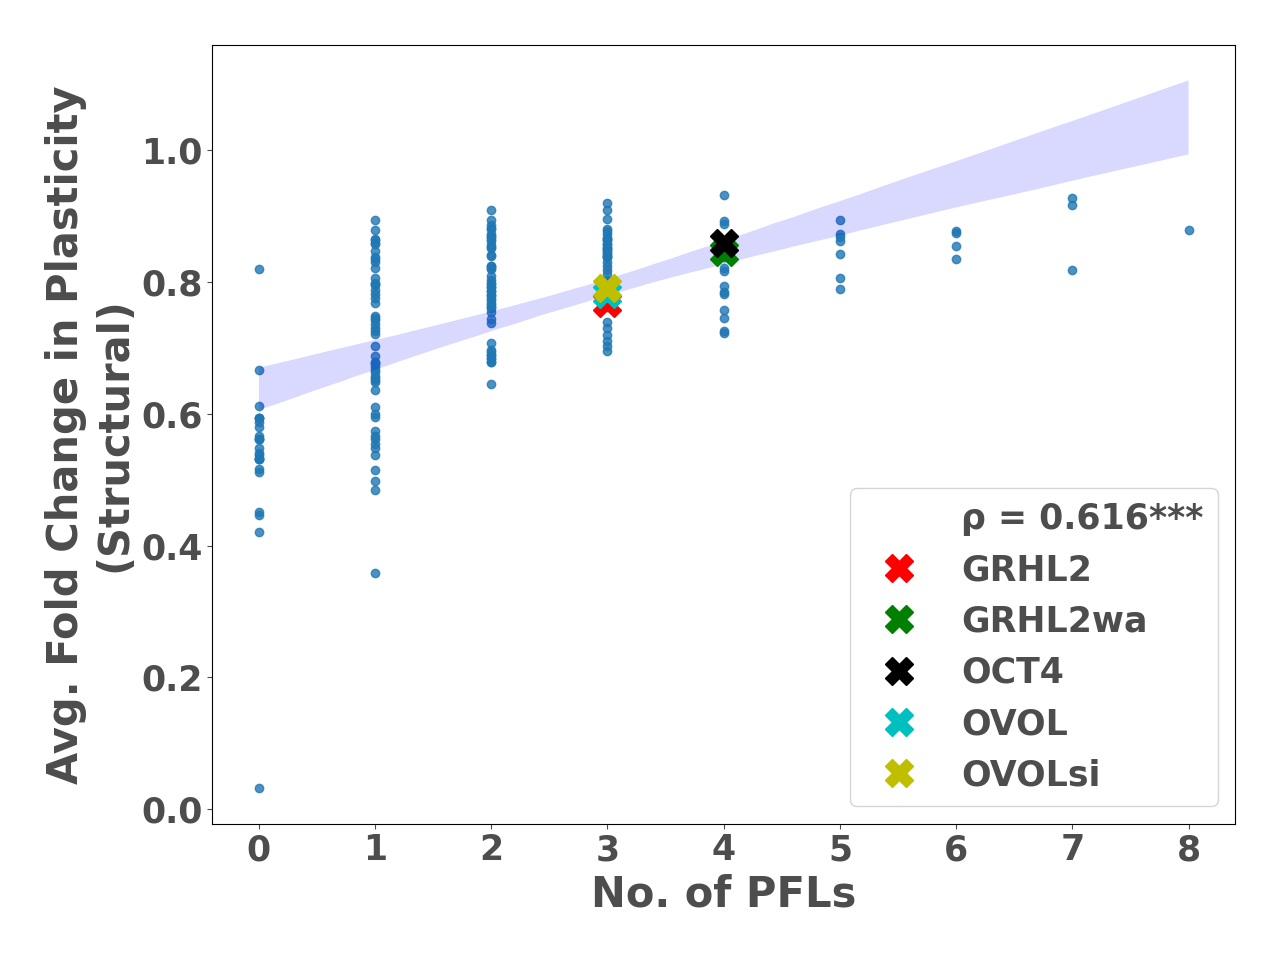 Avg. Fold Change in Plasticity
(Structural)
1.0
0.8
0.6
0.4
0.2
0.0
ρ = 0.616***
GRHL2
GRHL2wa
OCT4
OVOL
OVOLsi
0 1 2 3 4 5 6 7 8
No. of PFLs